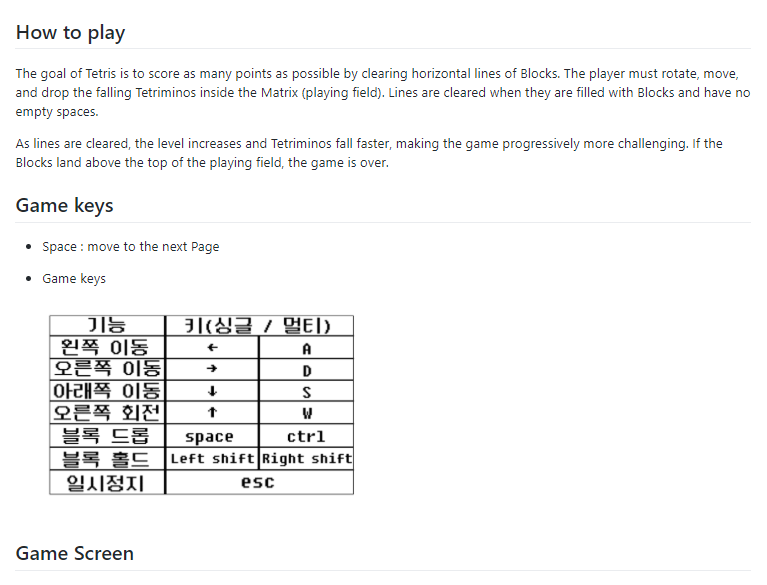 How to play
The goal of Tetris is to score as many points as possible by clearing horizontal lines of Blocks. The player must rotate, move,
and drop the falling Tetriminos inside the Matrix (playing field). Lines are cleared when they are filled with Blocks and have no
empty spaces.
As lines are cleared, the level increases and Tetriminos fall faster, making the game progressively more challenging. If the
Blocks land above the top of the playing field, the game is over.
Game keys
• Space : move to the next Page
• Game keys
기능 키(싱글 / 멀티)
왼쪽 이동 ← A
오른쪽 이동 → D
아래쪽 이동 ↓ S
오른쪽 회전 ↑ W
블록 드롭 space ctrl
블록 홀드 Left shift Right shift
일시정지 esc
Game Screen